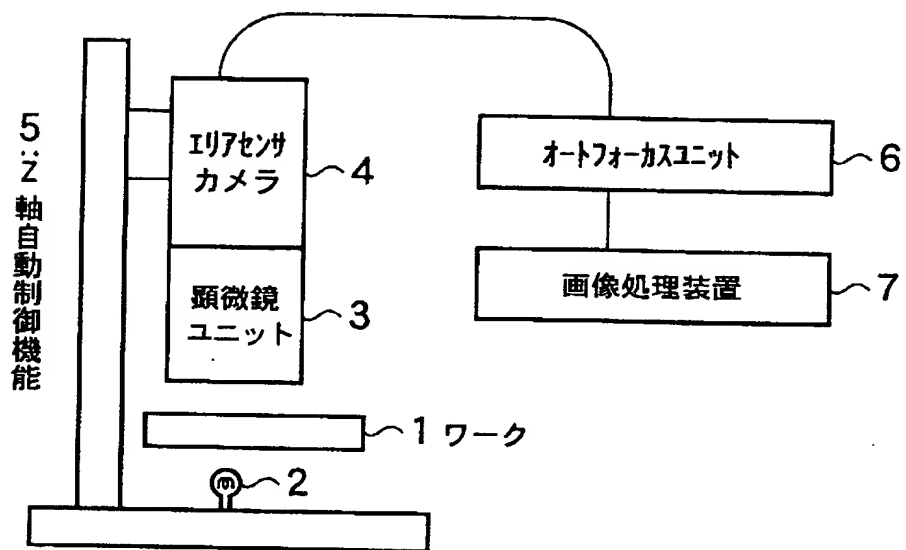 5:Z軸自動制御機能
エリアセンサ
カメラ
4
顕微鏡
ユニット
3
オートフォーカスユニット
6
画像処理装置
7
1 ワーク
2